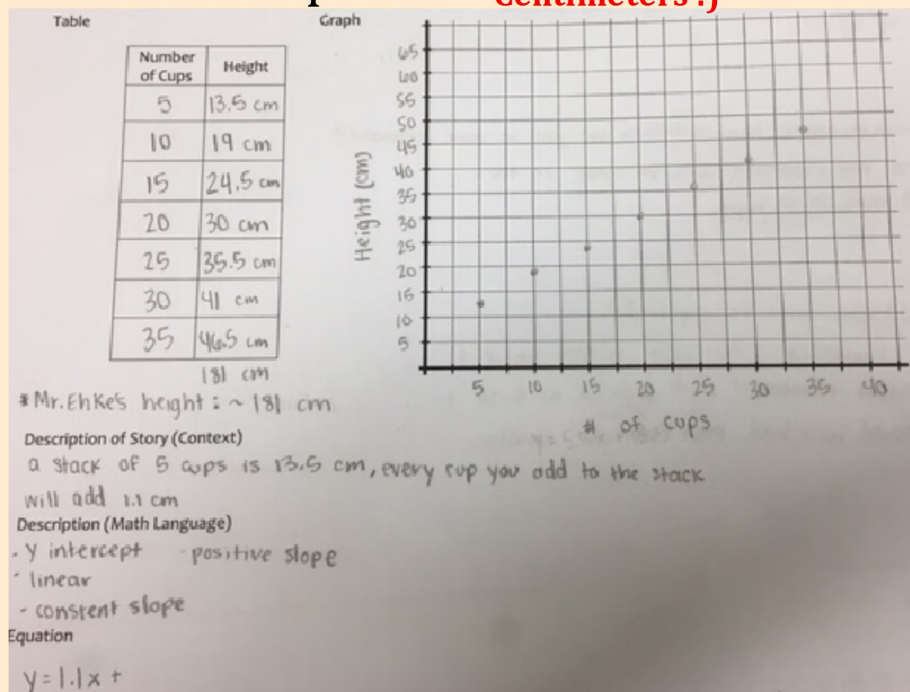 Centimeters :)
Table
Graph
Number of Cups Height
5 13.5 cm
10 19 cm
15 24.5 cm
20 30 cm
25 35.5 cm
30 41 cm
35 46.5 cm
181 cm
65
60
55
50
45
40
35
30
25
20
15
10
5
Height (cm)
5 10 15 20 25 30 35 40
# of cups
*Mr. Ehke's height : ~ 181 cm
Description of Story (Context)
a stack of 5 cups is 13.5 cm, every cup you add to the stack
will add 1.1 cm
Description (Math Language)
- y intercept - positive slope
- linear
- constent slope
Equation
y = 1.1x +